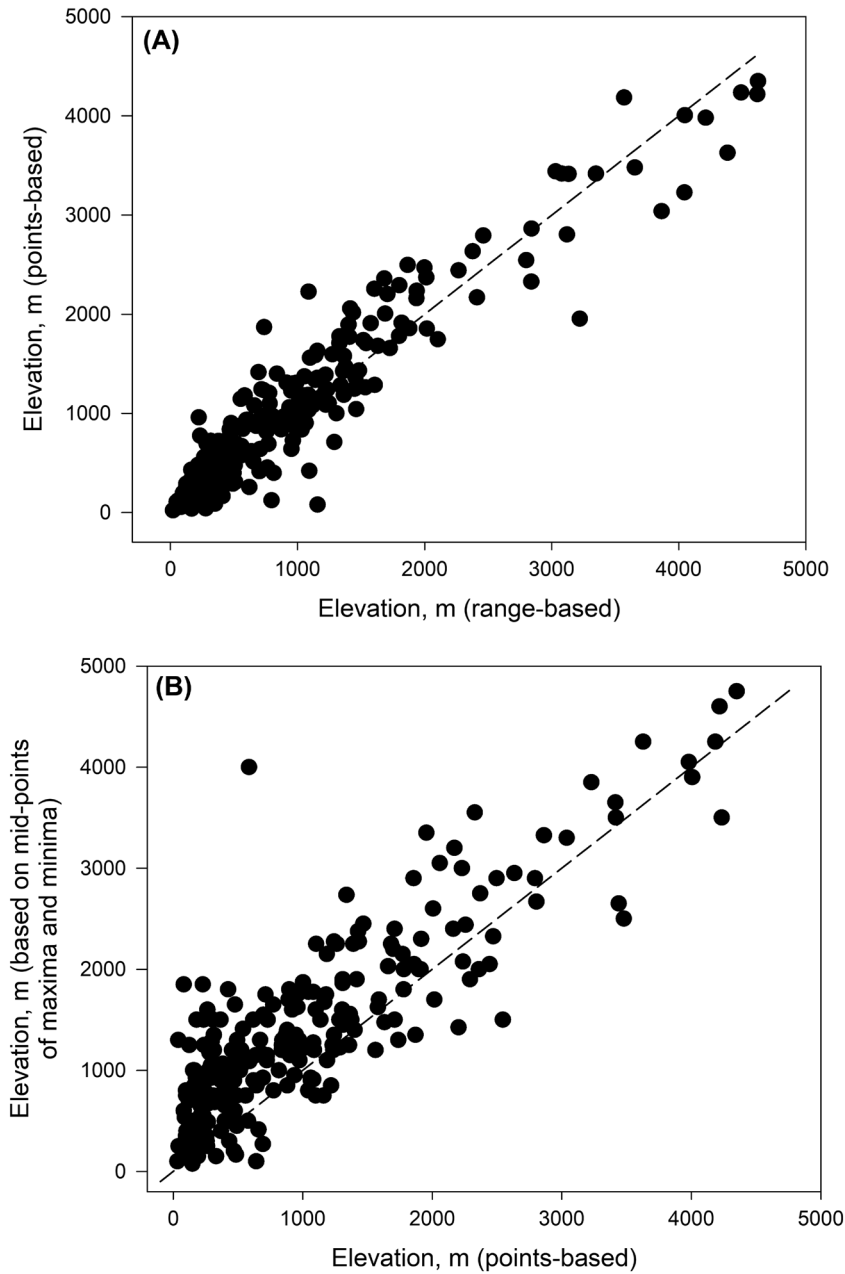 (A)
5000
4000
3000
2000
1000
0
Elevation, m (points-based)
0 1000 2000 3000 4000 5000
Elevation, m (range-based)
(B)
5000
4000
3000
2000
1000
0
Elevation, m (based on mid-points
of maxima and minima)
0 1000 2000 3000 4000 5000
Elevation, m (points-based)